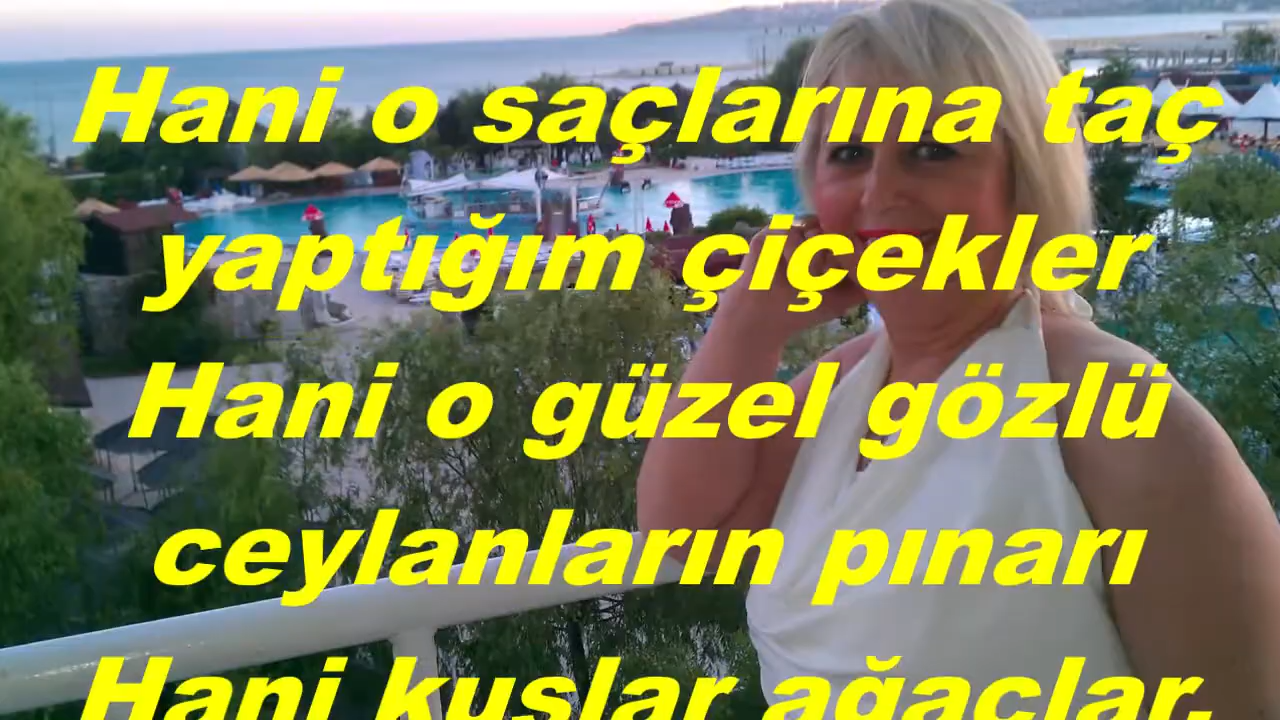 Hani o saçlarına taç
yaptığım çiçekler
Hani o güzel gözlü
ceylanların pınarı
Hani kuşlar ağaçlar,